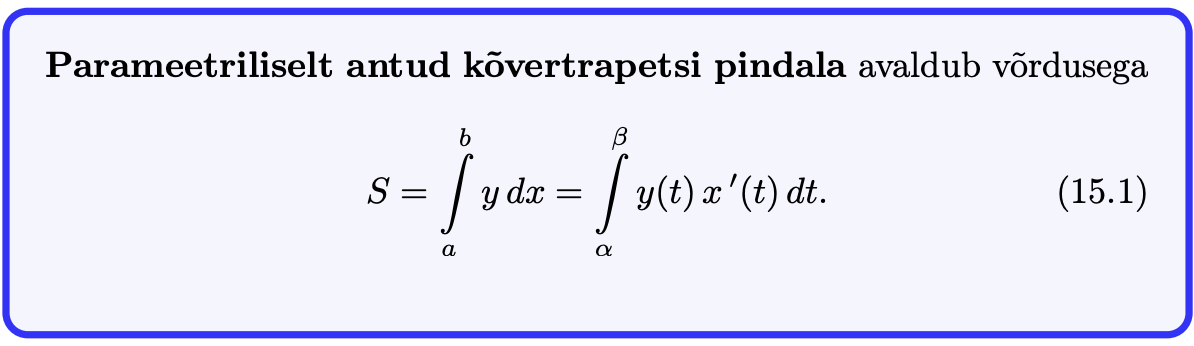 Parameetriliselt antud kõvertrapetsi pindala avaldub võrdusega
S = ∫_a^b y dx = ∫_α^β y(t) x′(t) dt. (15.1)